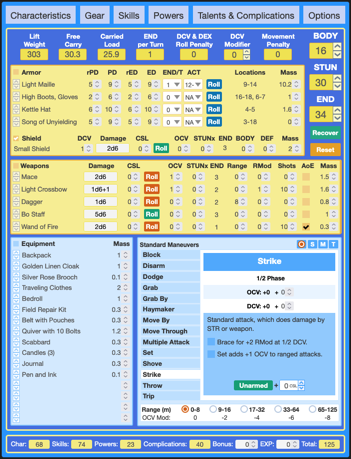 Characteristics Gear Skills Powers Talents & Complications Options
Lift Weight Free Carry Carried Load END per Turn DCV & DEX Roll Penalty DCV Modifier Movement Penalty BODY
303 30.3 25.9 1 0 0 0 16
STUN
30
END
34
Recover
Reset
Armor rPD PD rED ED END/T Act Locations Mass
Light Maille 5 9 5 9 1 12- Roll 9-14 10.2
High Boots, Gloves 2 6 2 6 0 NA 16-18, 6-7 1
Kettle Hat 5 9 5 9 0 NA Roll 4-5 1.6
Song of Unyielding 0 5 0 5 0 NA 3-18 0
Shield DCV Damage CSL OCV STUNx END BODY DEF Mass
Small Shield 1 2d6 0 Roll 0 0 3 0 0 2
Weapons Damage CSL OCV STUNx END Range RMod Shots AoE Mass
Mace 2d6 0 Roll 1 0 3 0 0 0 1.5
Light Crossbow 1d6+1 0 Roll 1 0 2 0 1 10 1.6
Dagger 1d6 0 Roll 0 0 2 8 0 0 0.8
Bo Staff 5d6 0 Roll 1 0 3 0 0 0 1
Wand of Fire 2d6 0 Roll 0 0 1 0 0 10 0.3
Equipment Mass
Backpack 1
Golden Linen Cloak 1
Silver Rose Brooch 0.1
Traveling Clothes 2
Bedroll 1
Field Repair Kit 0.3
Belt with Pouches 0.3
Quiver with 10 Bolts 1.2
Scabbard 0.3
Candles (3) 0.3
Journal 0.3
Pen and Ink 0.1
Standard Maneuvers O S M T
Block
Disarm
Dodge
Grab
Grab By
Haymaker
Move By
Move Through
Multiple Attack
Set
Shove
Strike
Throw
Trip
Strike
1/2 Phase
OCV: +0 + 0
DCV: +0 + 0
Standard attack, which does damage by STR or weapon.
Brace for +2 RMod at 1/2 DCV.
Set adds +1 OCV to ranged attacks.
Unarmed + 0 CSL
Range (m) 0-8 9-16 17-32 33-64 65-125
OCV Mod: 0 -2 -4 -6 -8
Char: 68 Skills: 74 Powers: 23 Complications: 40 Bonus: 0 EXP: 0 Total: 125